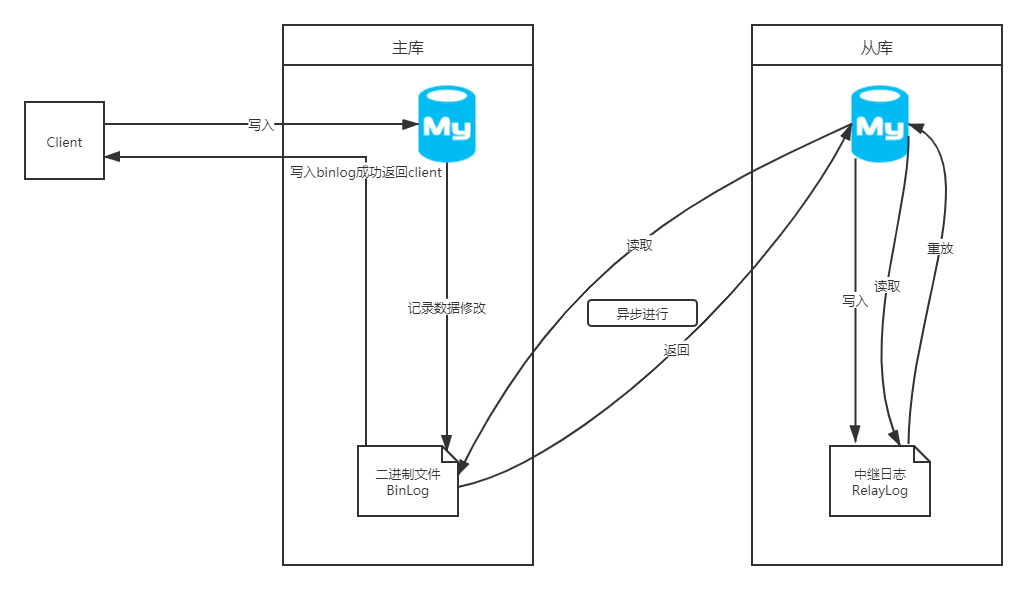 主库
从库
My
My
Client
写入
写入binlog成功返回client
读取
重放
读取
写入
记录数据修改
异步进行
返回
二进制文件
BinLog
中继日志
RelayLog